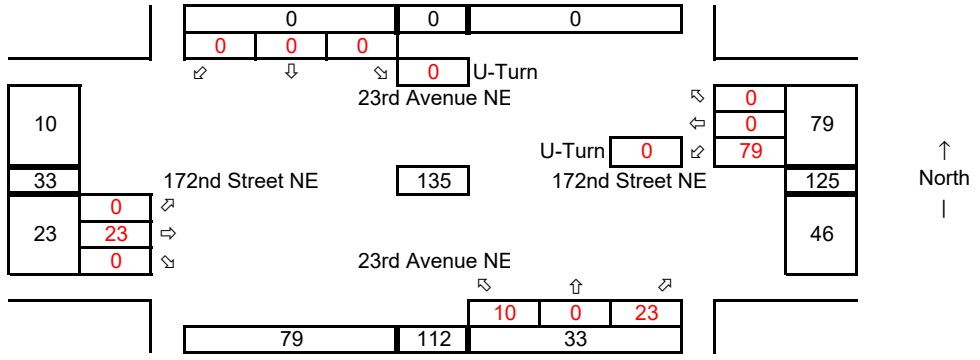 0 0 0
0 0 0
⬃ ⇩ ⬂ 0 U-Turn
23rd Avenue NE
⬁ 0
10 ⇦ 0 79
U-Turn 0 ⬃ 79
↑
33 172nd Street NE 135 172nd Street NE 125 North
0 ⬀
|
23 23 ⇨ 46
0 ⬂ 23rd Avenue NE
⬁ ⇧ ⬀
10 0 23
79 112 33